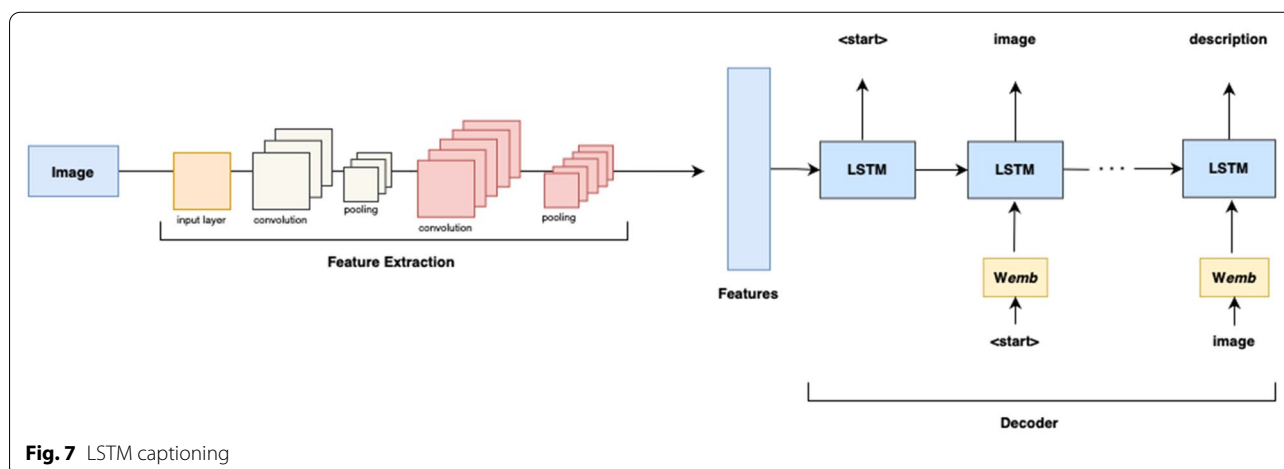 <start> image description
Image
LSTM LSTM ... LSTM
input layer convolution pooling convolution pooling
Feature Extraction
Features
Wemb Wemb
<start> image
Decoder
Fig. 7 LSTM captioning